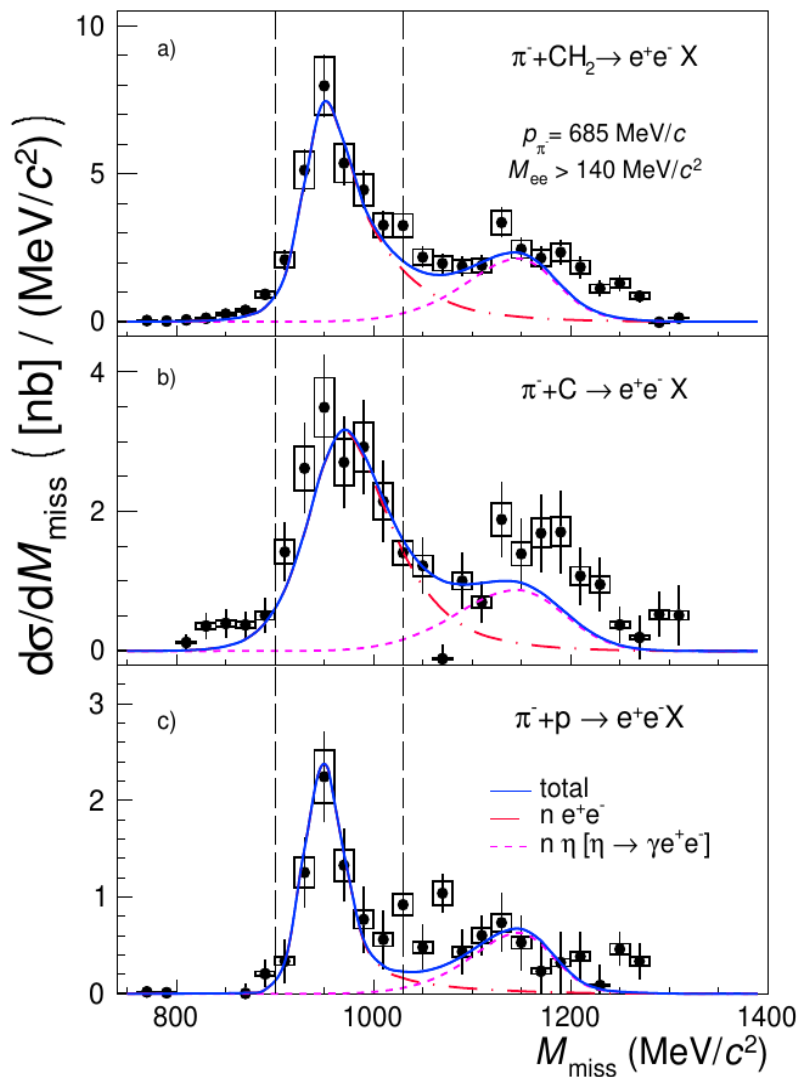 dσ/dM_miss ( [nb] / (MeV/c²) )
10
5
0
a)
π⁻+CH₂→ e⁺e⁻ X
p_π⁻ = 685 MeV/c
M_ee > 140 MeV/c²
4
2
0
b)
π⁻+C → e⁺e⁻ X
3
2
1
0
c)
π⁻+p → e⁺e⁻X
total
n e⁺e⁻
n η [η → γe⁺e⁻]
800
1000
1200
1400
M_miss (MeV/c²)